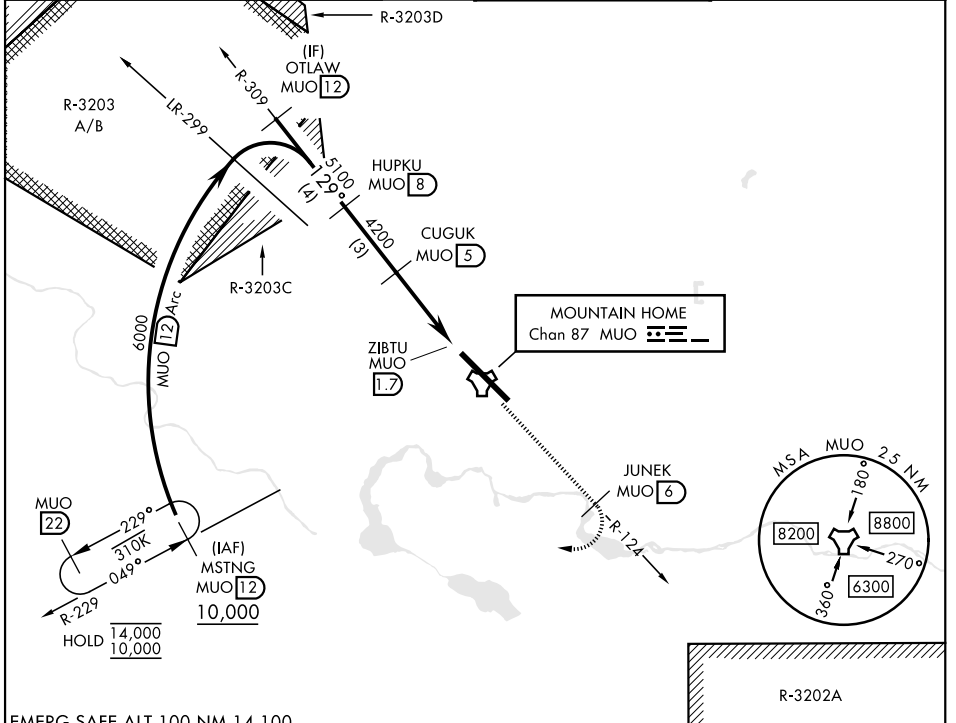 R-3203D
(IF)
OTLAW
MUO 12
R-309
R-3203
A/B
LR-299
5100
129°
(4)
HUPKU
MUO 8
4200
(3)
CUGUK
MUO 5
R-3203C
6000
MUO 12 Arc
MOUNTAIN HOME
Chan 87 MUO
ZIBTU
MUO
1.7
JUNEK
MUO 6
R-124
MSA MUO 25 NM
180°
8200
8800
270°
360°
6300
MUO
22
229°
310K
049°
(IAF)
MSTNG
MUO 12
10,000
R-229
HOLD 14,000
10,000
R-3202A
EMERG SAFE ALT 100 NM 14,100